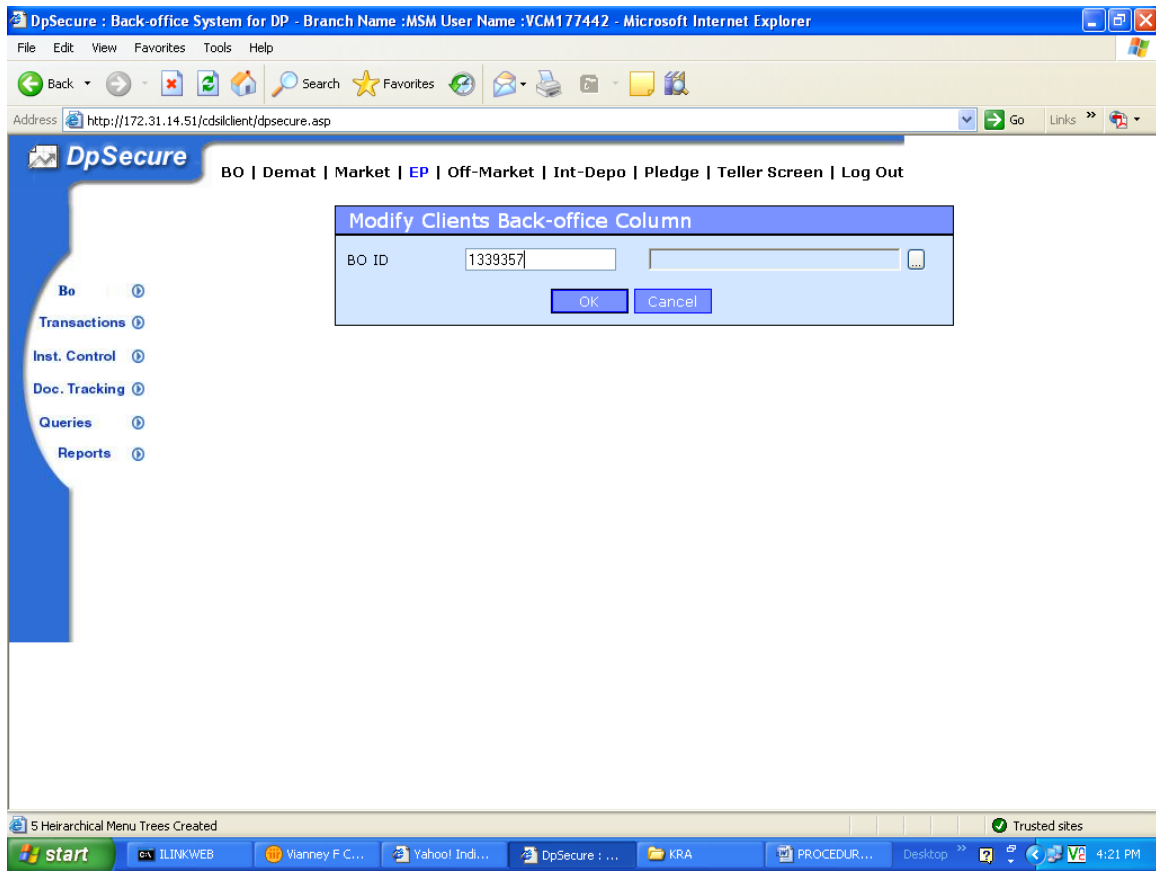 DpSecure : Back-office System for DP - Branch Name :MSM User Name :VCM177442 - Microsoft Internet Explorer
File Edit View Favorites Tools Help
Back Search Favorites
Address http://172.31.14.51/cdsilclient/dpsecure.asp Go Links »
DpSecure
BO | Demat | Market | EP | Off-Market | Int-Depo | Pledge | Teller Screen | Log Out
Modify Clients Back-office Column
BO ID 1339357 ...
OK Cancel
Bo
Transactions
Inst. Control
Doc. Tracking
Queries
Reports
5 Heirarchical Menu Trees Created Trusted sites
start ILINKWEB Vianney F C... Yahoo! Indi... DpSecure : ... KRA PROCEDUR... Desktop » 4:21 PM